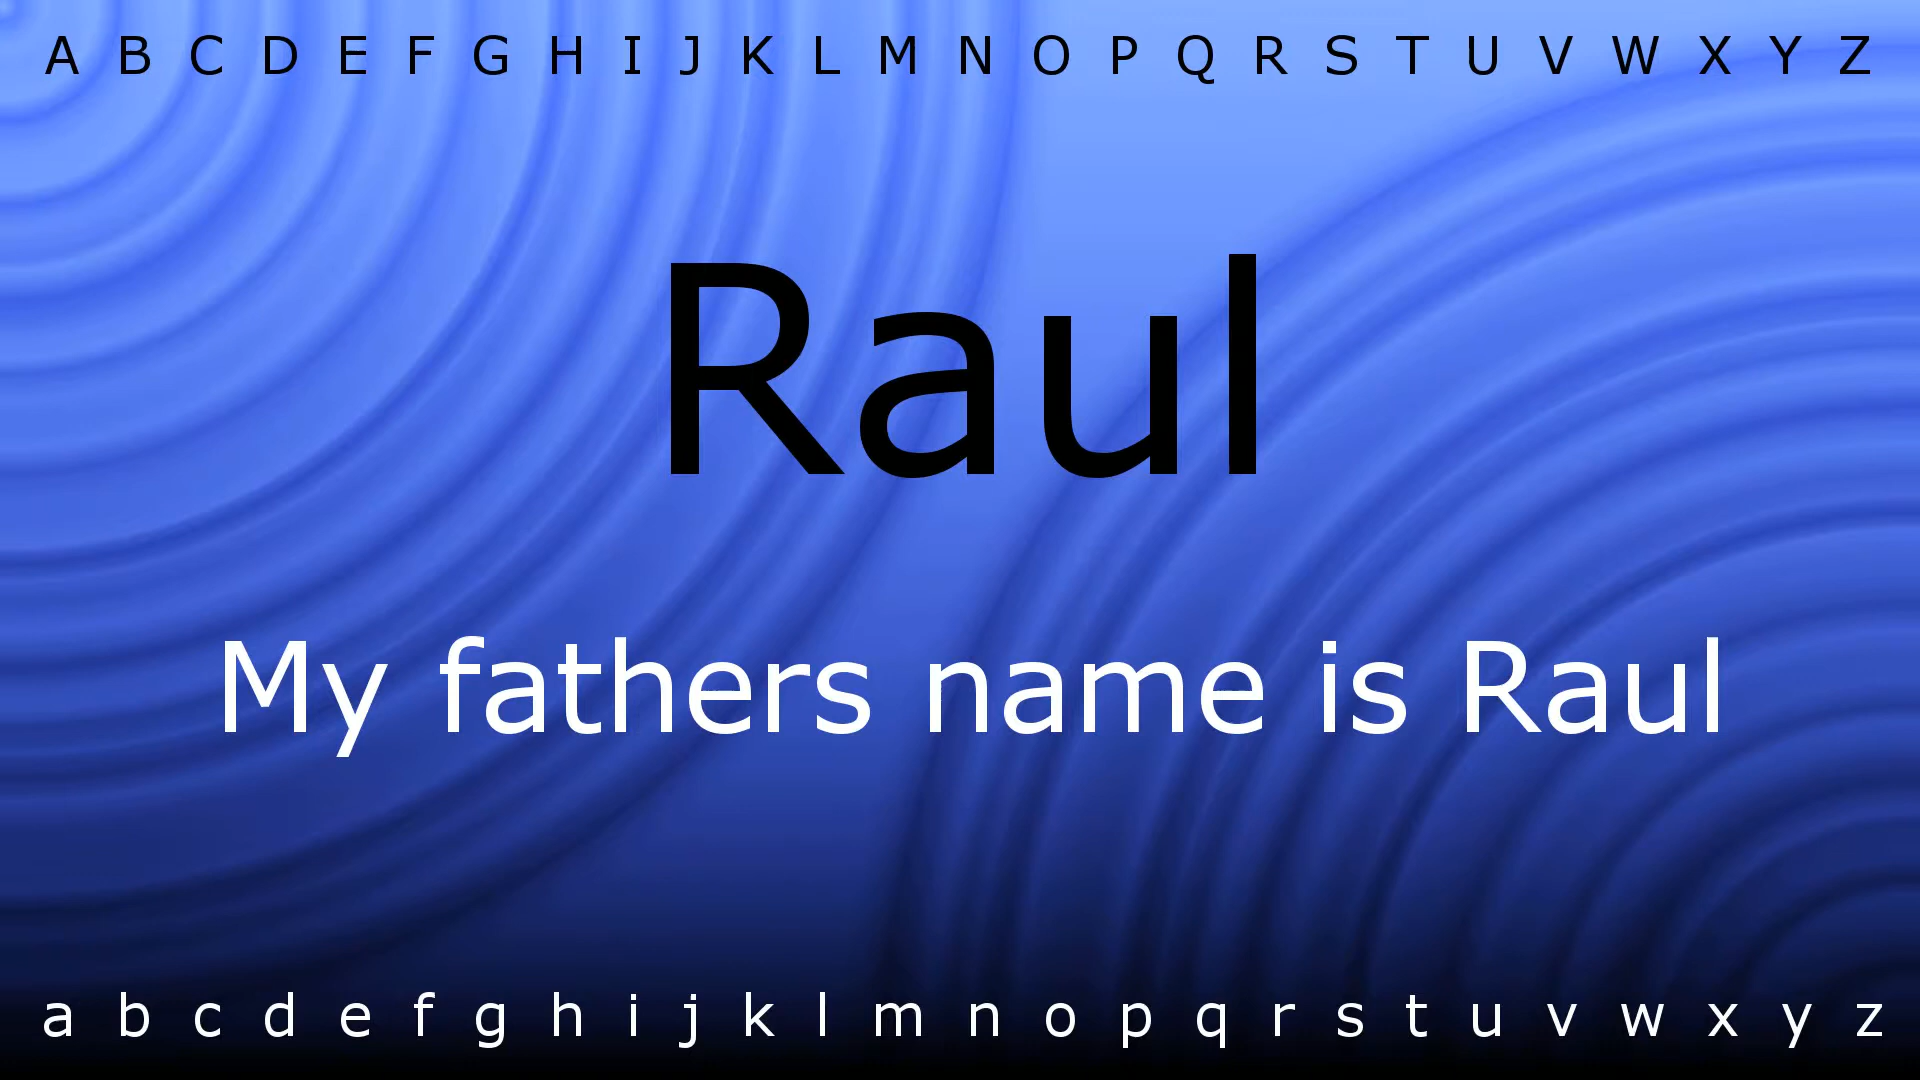 A B C D E F G H I J K L M N O P Q R S T U V W X Y Z
Raul
My fathers name is Raul
a b c d e f g h i j k l m n o p q r s t u v w x y z